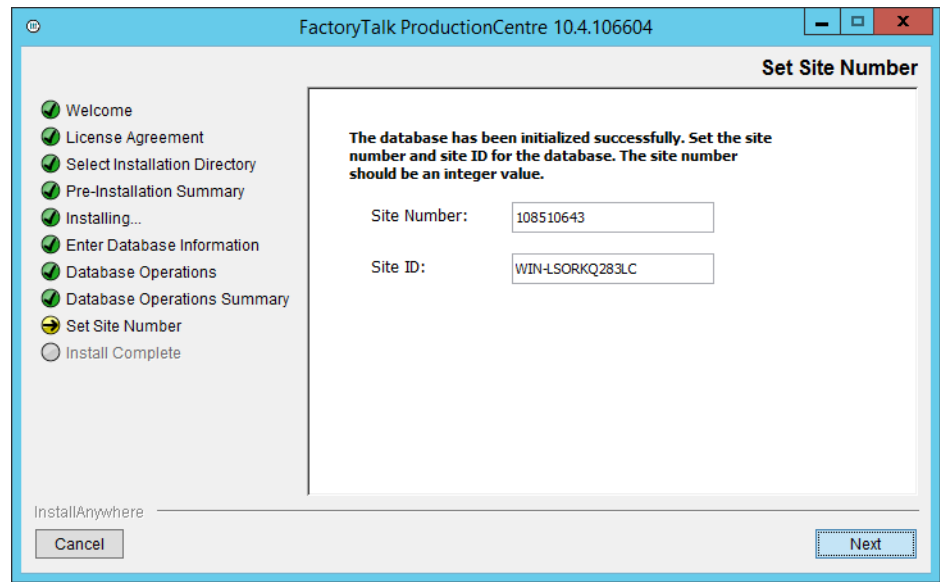 FactoryTalk ProductionCentre 10.4.106604
Set Site Number
Welcome
License Agreement
Select Installation Directory
Pre-Installation Summary
Installing...
Enter Database Information
Database Operations
Database Operations Summary
Set Site Number
Install Complete
The database has been initialized successfully. Set the site
number and site ID for the database. The site number
should be an integer value.
Site Number: 108510643
Site ID: WIN-LSORKQ283LC
InstallAnywhere
Cancel
Next